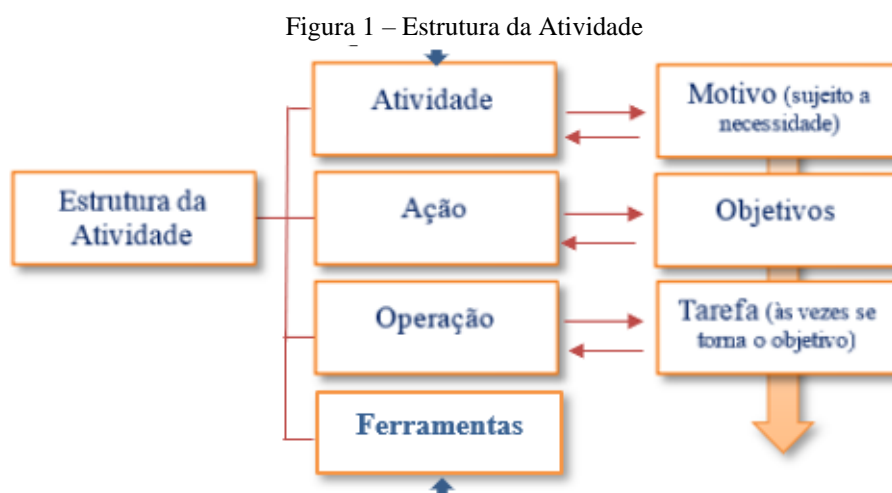 Figura 1 – Estrutura da Atividade
Atividade
Motivo (sujeito a
necessidade)
Estrutura da
Atividade
Ação
Objetivos
Operação
Tarefa (às vezes se
torna o objetivo)
Ferramentas